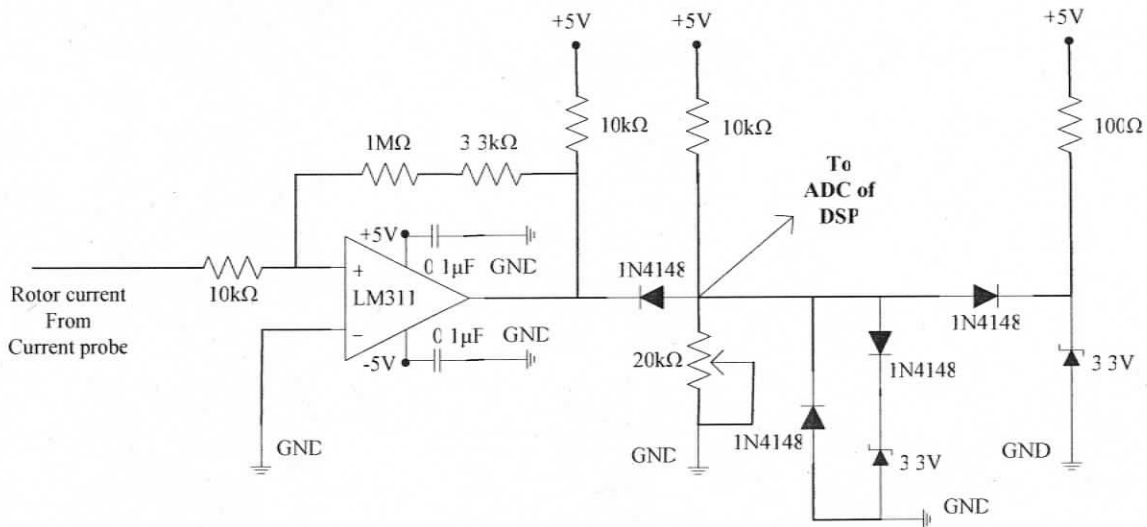 +5V
+5V
+5V
10kΩ
10kΩ
100Ω
1MΩ
3 3kΩ
To
ADC of
DSP
+5V
0 1µF
GND
1N4148
+
LM311
−
10kΩ
Rotor current
From
Current probe
0 1µF
GND
-5V
1N4148
20kΩ
1N4148
3 3V
GND
GND
1N4148
3 3V
GND
GND